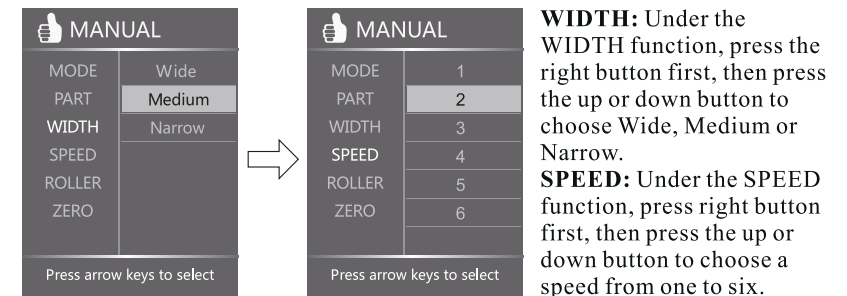 MANUAL
MODE
PART
WIDTH
SPEED
ROLLER
ZERO
Wide
Medium
Narrow
Press arrow keys to select
MANUAL
MODE
PART
WIDTH
SPEED
ROLLER
ZERO
1
2
3
4
5
6
Press arrow keys to select
WIDTH: Under the
WIDTH function, press the
right button first, then press
the up or down button to
choose Wide, Medium or
Narrow.
SPEED: Under the SPEED
function, press right button
first, then press the up or
down button to choose a
speed from one to six.